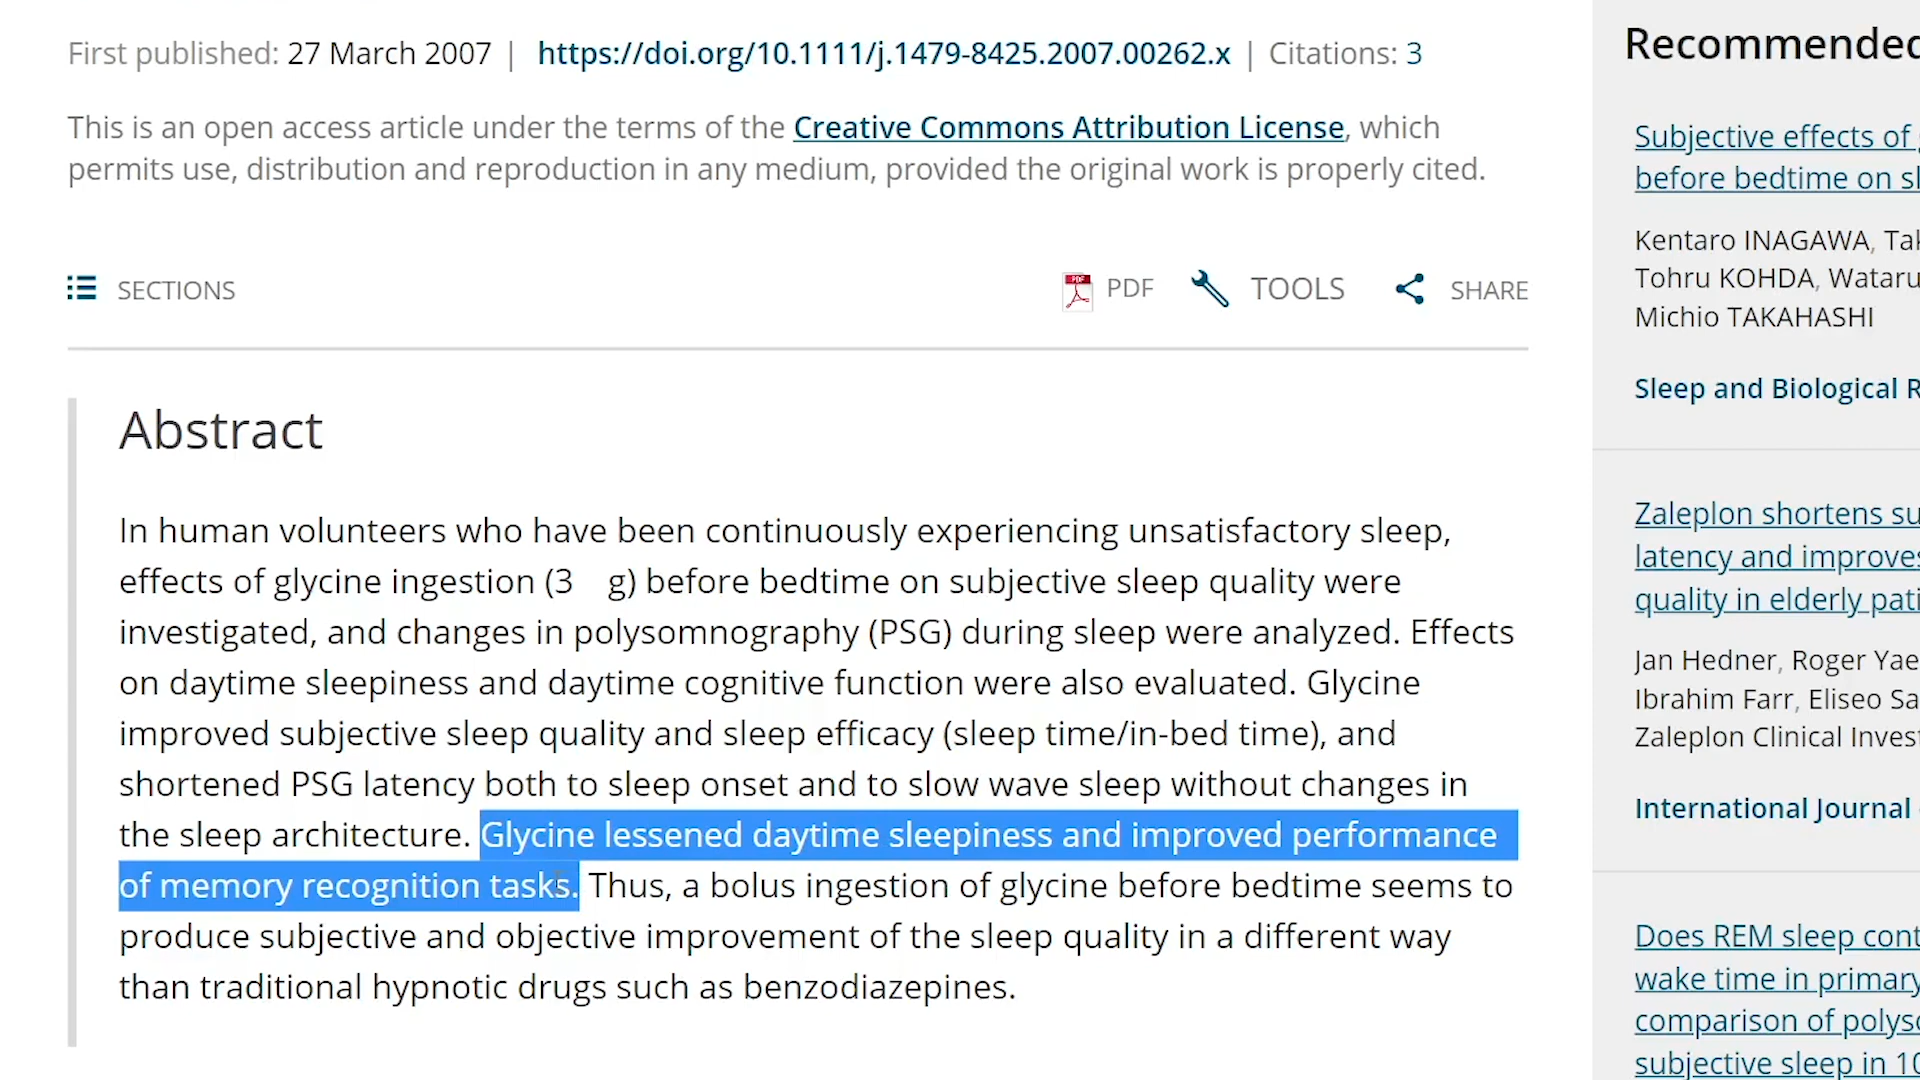 First published: 27 March 2007 | https://doi.org/10.1111/j.1479-8425.2007.00262.x | Citations: 3
This is an open access article under the terms of the Creative Commons Attribution License, which
permits use, distribution and reproduction in any medium, provided the original work is properly cited.
SECTIONS
PDF TOOLS SHARE
Abstract
In human volunteers who have been continuously experiencing unsatisfactory sleep,
effects of glycine ingestion (3 g) before bedtime on subjective sleep quality were
investigated, and changes in polysomnography (PSG) during sleep were analyzed. Effects
on daytime sleepiness and daytime cognitive function were also evaluated. Glycine
improved subjective sleep quality and sleep efficacy (sleep time/in-bed time), and
shortened PSG latency both to sleep onset and to slow wave sleep without changes in
the sleep architecture. Glycine lessened daytime sleepiness and improved performance
of memory recognition tasks. Thus, a bolus ingestion of glycine before bedtime seems to
produce subjective and objective improvement of the sleep quality in a different way
than traditional hypnotic drugs such as benzodiazepines.
Recommended
Subjective effects of
before bedtime on
Kentaro INAGAWA,
Tohru KOHDA, Wataru
Michio TAKAHASHI
Sleep and Biological
Zaleplon shortens
latency and improves
quality in elderly
Jan Hedner, Roger
Ibrahim Farr, Eliseo
Zaleplon Clinical
International Journal
Does REM sleep
wake time in primary
comparison of
subjective sleep in